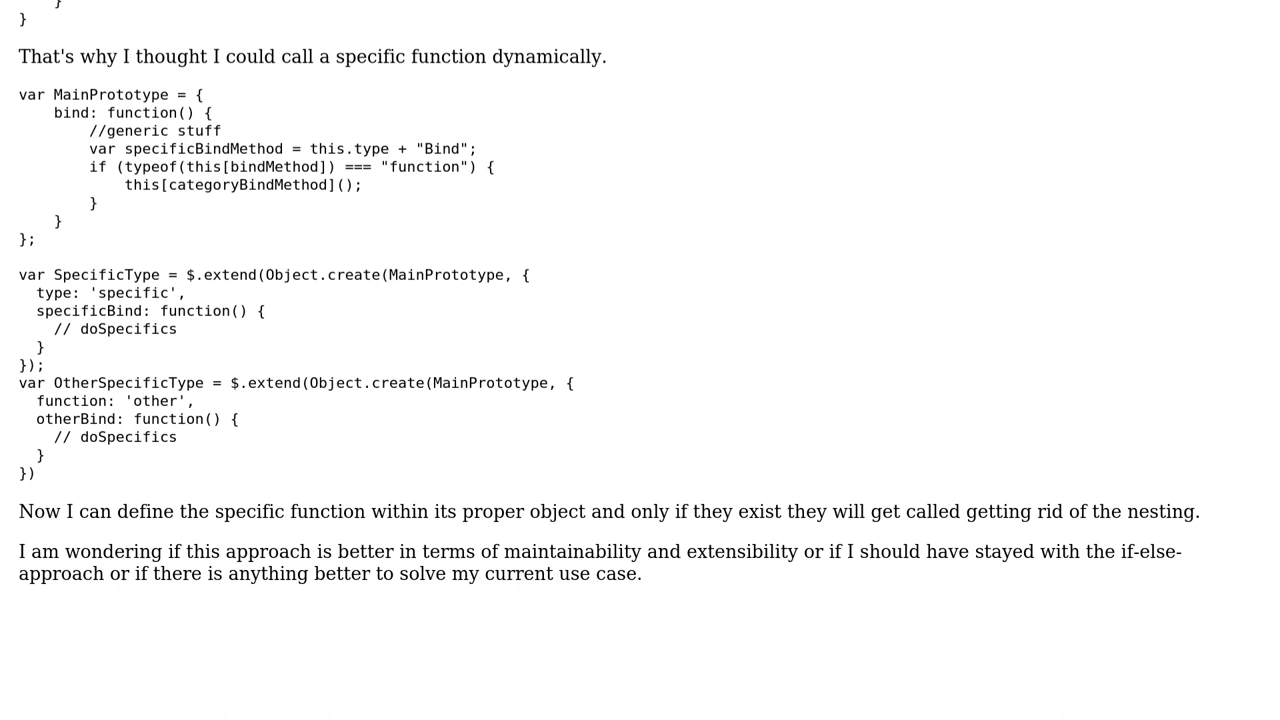 }
}
That's why I thought I could call a specific function dynamically.
var MainPrototype = {
    bind: function() {
        //generic stuff
        var specificBindMethod = this.type + "Bind";
        if (typeof(this[bindMethod]) === "function") {
            this[categoryBindMethod]();
        }
    }
};
var SpecificType = $.extend(Object.create(MainPrototype, {
  type: 'specific',
  specificBind: function() {
    // doSpecifics
  }
});
var OtherSpecificType = $.extend(Object.create(MainPrototype, {
  function: 'other',
  otherBind: function() {
    // doSpecifics
  }
})
Now I can define the specific function within its proper object and only if they exist they will get called getting rid of the nesting.
I am wondering if this approach is better in terms of maintainability and extensibility or if I should have stayed with the if-else-
approach or if there is anything better to solve my current use case.